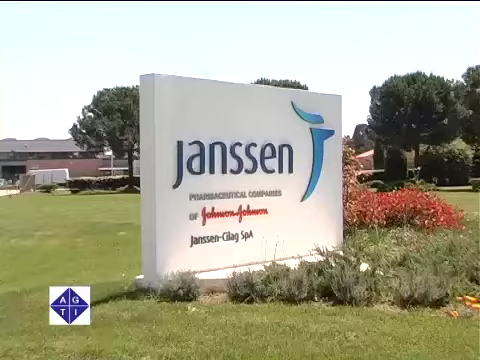 Janssen
PHARMACEUTICAL COMPANIES
OF Johnson & Johnson
Janssen-Cilag SpA
A G
T I